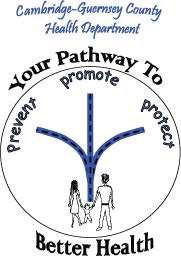 Cambridge-Guernsey County
Health Department
Your Pathway To
Prevent
promote
protect
Better Health